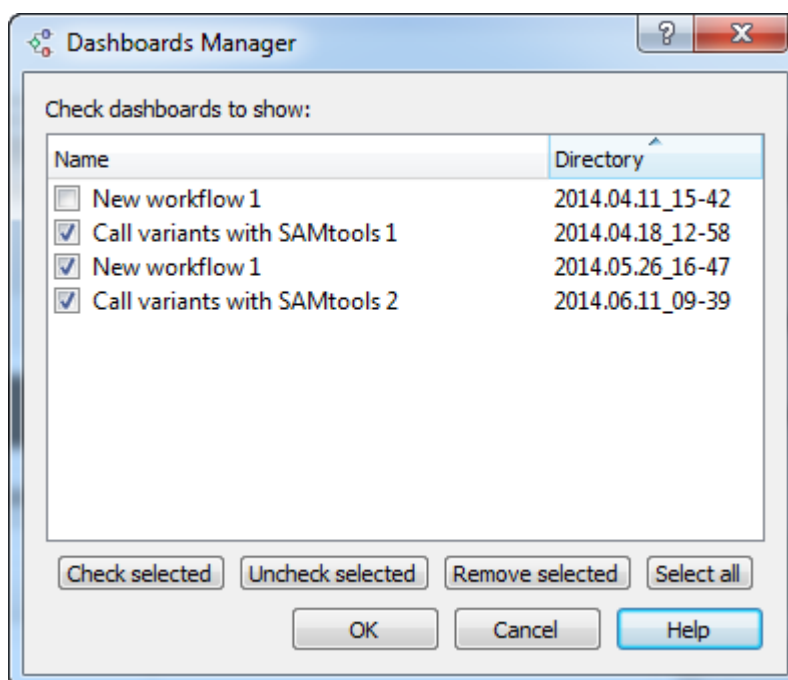 Dashboards Manager
?
X
Check dashboards to show:
Name Directory
New workflow 1 2014.04.11_15-42
Call variants with SAMtools 1 2014.04.18_12-58
New workflow 1 2014.05.26_16-47
Call variants with SAMtools 2 2014.06.11_09-39
Check selected Uncheck selected Remove selected Select all
OK Cancel Help